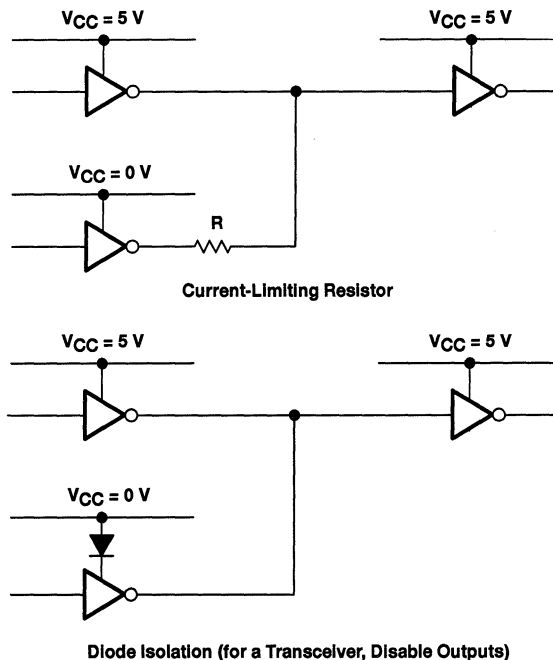 VCC = 5 V VCC = 5 V
VCC = 0 V
R
Current-Limiting Resistor
VCC = 5 V VCC = 5 V
VCC = 0 V
Diode Isolation (for a Transceiver, Disable Outputs)